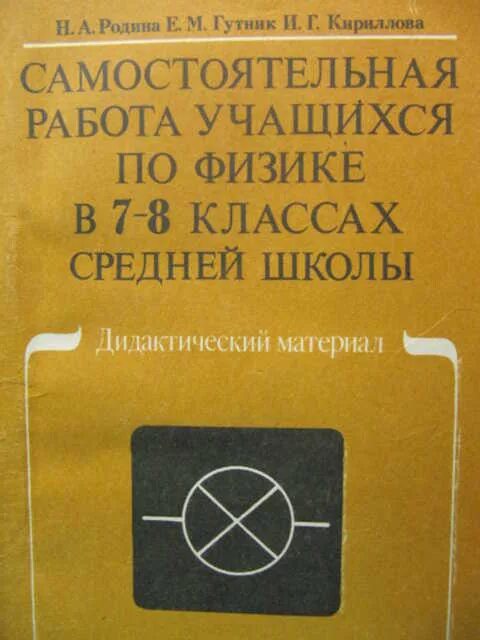 Н. А. Родина Е. М. Гутник И. Г. Кириллова
САМОСТОЯТЕЛЬНАЯ
РАБОТА УЧАЩИХСЯ
ПО ФИЗИКЕ
В 7-8 КЛАССАХ
СРЕДНЕЙ ШКОЛЫ
Дидактический материал